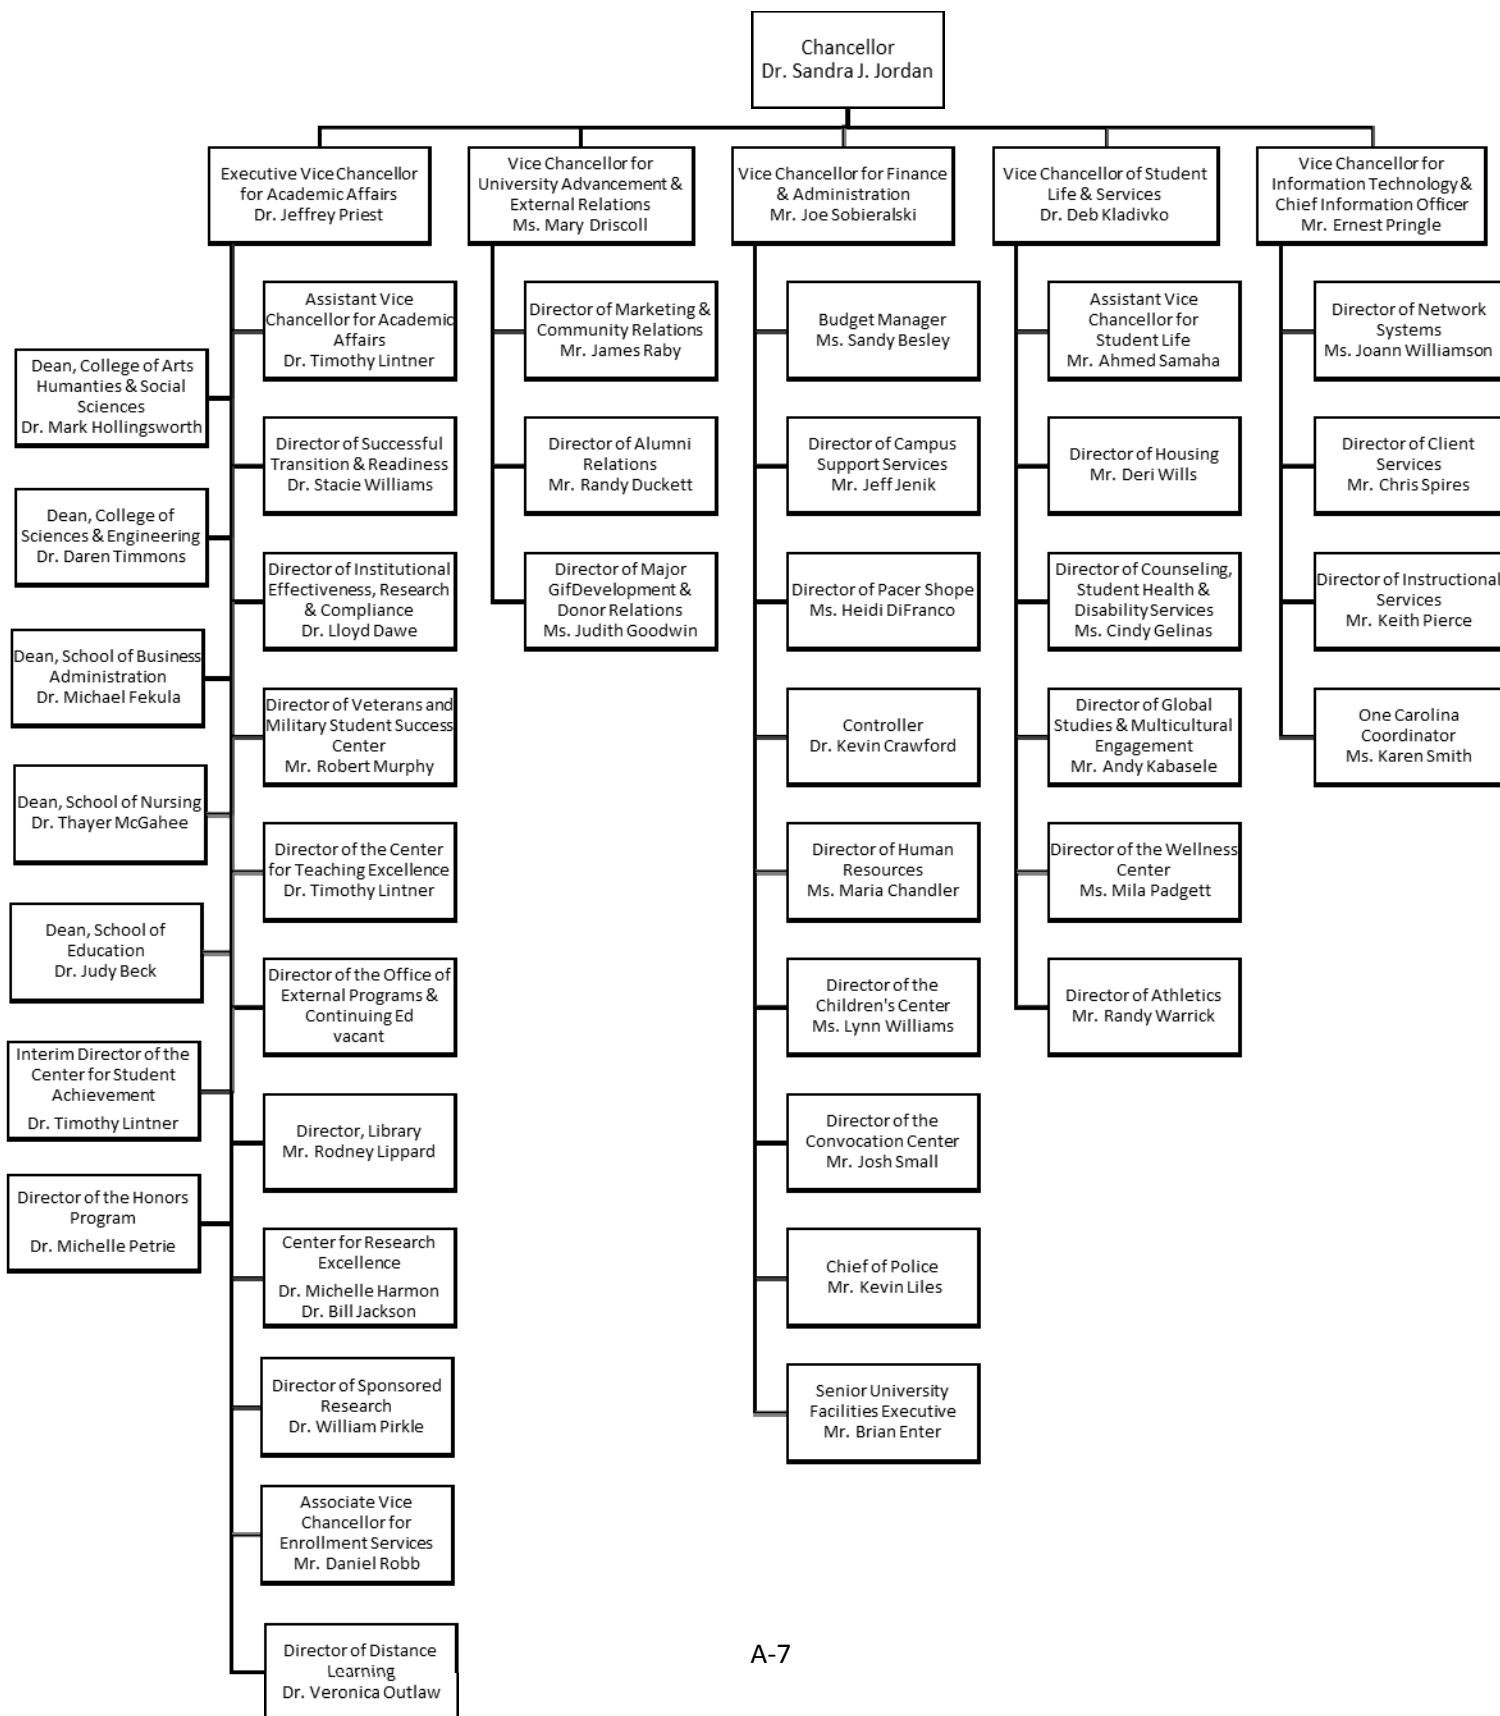 Chancellor
Dr. Sandra J. Jordan
Executive Vice Chancellor
for Academic Affairs
Dr. Jeffrey Priest
Vice Chancellor for
University Advancement &
External Relations
Ms. Mary Driscoll
Vice Chancellor for Finance
& Administration
Mr. Joe Sobieralski
Vice Chancellor of Student
Life & Services
Dr. Deb Kladivko
Vice Chancellor for
Information Technology &
Chief Information Officer
Mr. Ernest Pringle
Dean, College of Arts
Humanties & Social
Sciences
Dr. Mark Hollingsworth
Dean, College of
Sciences & Engineering
Dr. Daren Timmons
Dean, School of Business
Administration
Dr. Michael Fekula
Dean, School of Nursing
Dr. Thayer McGahee
Dean, School of
Education
Dr. Judy Beck
Interim Director of the
Center for Student
Achievement
Dr. Timothy Lintner
Director of the Honors
Program
Dr. Michelle Petrie
Assistant Vice
Chancellor for Academic
Affairs
Dr. Timothy Lintner
Director of Successful
Transition & Readiness
Dr. Stacie Williams
Director of Institutional
Effectiveness, Research
& Compliance
Dr. Lloyd Dawe
Director of Veterans and
Military Student Success
Center
Mr. Robert Murphy
Director of the Center
for Teaching Excellence
Dr. Timothy Lintner
Director of the Office of
External Programs &
Continuing Ed
vacant
Director, Library
Mr. Rodney Lippard
Center for Research
Excellence
Dr. Michelle Harmon
Dr. Bill Jackson
Director of Sponsored
Research
Dr. William Pirkle
Associate Vice
Chancellor for
Enrollment Services
Mr. Daniel Robb
Director of Distance
Learning
Dr. Veronica Outlaw
Director of Marketing &
Community Relations
Mr. James Raby
Director of Alumni
Relations
Mr. Randy Duckett
Director of Major
GifDevelopment &
Donor Relations
Ms. Judith Goodwin
Budget Manager
Ms. Sandy Besley
Director of Campus
Support Services
Mr. Jeff Jenik
Director of Pacer Shope
Ms. Heidi DiFranco
Controller
Dr. Kevin Crawford
Director of Human
Resources
Ms. Maria Chandler
Director of the
Children's Center
Ms. Lynn Williams
Director of the
Convocation Center
Mr. Josh Small
Chief of Police
Mr. Kevin Liles
Senior University
Facilities Executive
Mr. Brian Enter
Assistant Vice
Chancellor for
Student Life
Mr. Ahmed Samaha
Director of Housing
Mr. Deri Wills
Director of Counseling,
Student Health &
Disability Services
Ms. Cindy Gelinas
Director of Global
Studies & Multicultural
Engagement
Mr. Andy Kabasele
Director of the Wellness
Center
Ms. Mila Padgett
Director of Athletics
Mr. Randy Warrick
Director of Network
Systems
Ms. Joann Williamson
Director of Client
Services
Mr. Chris Spires
Director of Instructional
Services
Mr. Keith Pierce
One Carolina
Coordinator
Ms. Karen Smith
A-7